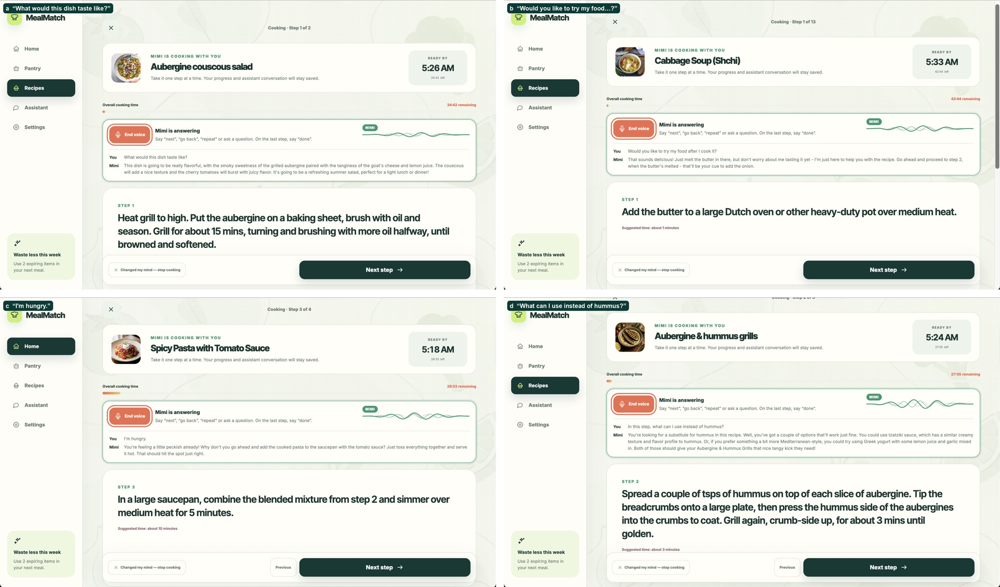 a “What would this dish taste like?”
MealMatch
Home
Pantry
Recipes
Assistant
Settings
Waste less this week
Use 2 expiring items in
your next meal.
Cooking · Step 1 of 2
MIMI IS COOKING WITH YOU
Aubergine couscous salad
Take it one step at a time. Your progress and assistant conversation will stay saved.
READY BY
5:26 AM
34:42 left
Overall cooking time
34:42 remaining
End voice
Mimi is answering
Say “next”, “go back”, “repeat” or ask a question. On the last step, say “done”.
MIMI
You What would this dish taste like?
Mimi This dish is going to be really flavorful, with the smoky sweetness of the grilled aubergine paired with the tanginess of the goat's cheese and lemon juice. The couscous
will add a nice texture and the cherry tomatoes will burst with juicy flavor. It's going to be a refreshing summer salad, perfect for a light lunch or dinner!
STEP 1
Heat grill to high. Put the aubergine on a baking sheet, brush with oil and
season. Grill for about 15 mins, turning and brushing with more oil halfway, until
browned and softened.
Changed my mind — stop cooking
Next step
b “Would you like to try my food...?”
MealMatch
Home
Pantry
Recipes
Assistant
Settings
Waste less this week
Use 2 expiring items in
your next meal.
Cooking · Step 1 of 13
MIMI IS COOKING WITH YOU
Cabbage Soup (Shchi)
Take it one step at a time. Your progress and assistant conversation will stay saved.
READY BY
5:33 AM
42:44 left
Overall cooking time
42:44 remaining
End voice
Mimi is answering
Say “next”, “go back”, “repeat” or ask a question. On the last step, say “done”.
MIMI
You Would you like to try my food after I cook it?
Mimi That sounds delicious! Just melt the butter in there, but don't worry about me tasting it yet - I'm just here to help you with the recipe. Go ahead and proceed to step 2,
when the butter's melted - that'll be your cue to add the onion.
STEP 1
Add the butter to a large Dutch oven or other heavy-duty pot over medium heat.
Suggested time: about 1 minutes
Changed my mind — stop cooking
Next step
c “I'm hungry.”
MealMatch
Home
Pantry
Recipes
Assistant
Settings
Waste less this week
Use 2 expiring items in
your next meal.
Cooking · Step 3 of 4
MIMI IS COOKING WITH YOU
Spicy Pasta with Tomato Sauce
Take it one step at a time. Your progress and assistant conversation will stay saved.
READY BY
5:18 AM
28:33 left
Overall cooking time
28:33 remaining
End voice
Mimi is answering
Say “next”, “go back”, “repeat” or ask a question. On the last step, say “done”.
MIMI
You I'm hungry.
Mimi You're feeling a little peckish already! Why don't you go ahead and add the cooked pasta to the saucepan with the tomato sauce? Just toss everything together and serve
it hot. That should hit the spot just right.
STEP 3
In a large saucepan, combine the blended mixture from step 2 and simmer over
medium heat for 5 minutes.
Suggested time: about 10 minutes
Changed my mind — stop cooking
Previous
Next step
d “What can I use instead of hummus?”
MealMatch
Home
Pantry
Recipes
Assistant
Settings
Waste less this week
Use 2 expiring items in
your next meal.
MIMI IS COOKING WITH YOU
Aubergine & hummus grills
Take it one step at a time. Your progress and assistant conversation will stay saved.
READY BY
5:24 AM
27:35 left
Overall cooking time
27:35 remaining
End voice
Mimi is answering
Say “next”, “go back”, “repeat” or ask a question. On the last step, say “done”.
MIMI
You In this step, what can I use instead of hummus?
Mimi You're looking for a substitute for hummus in this recipe. Well, you've got a couple of options that'll work just fine. You could use tzatziki sauce, which has a similar creamy
texture and flavor profile to hummus. Or, if you prefer something a bit more Mediterranean-style, you could try using Greek yogurt with some lemon juice and garlic mixed
in. Both of those should give your Aubergine & Hummus Grills that nice tangy kick they need!
STEP 2
Spread a couple of tsps of hummus on top of each slice of aubergine. Tip the
breadcrumbs onto a large plate, then press the hummus side of the aubergines
into the crumbs to coat. Grill again, crumb-side up, for about 3 mins until
golden.
Suggested time: about 3 minutes
Changed my mind — stop cooking
Previous
Next step